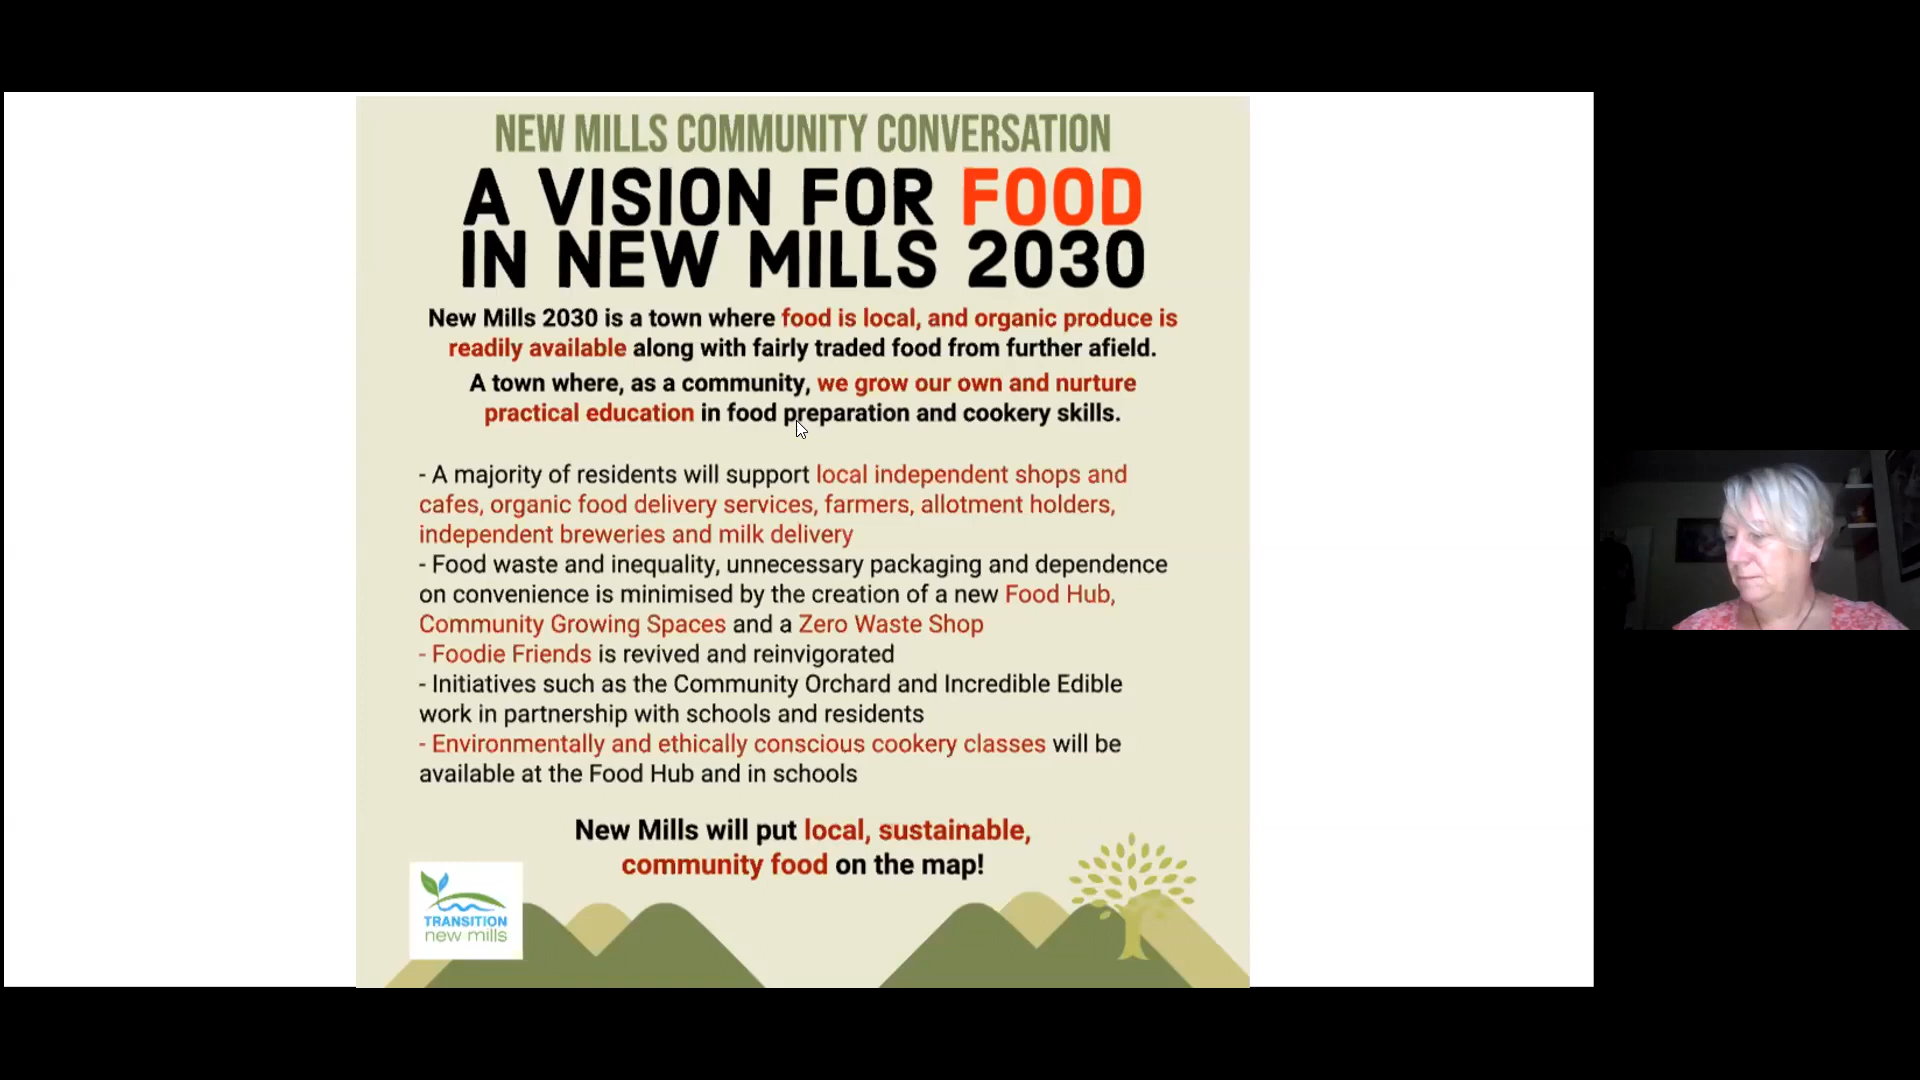 NEW MILLS COMMUNITY CONVERSATION
A VISION FOR FOOD
IN NEW MILLS 2030
New Mills 2030 is a town where food is local, and organic produce is
readily available along with fairly traded food from further afield.
A town where, as a community, we grow our own and nurture
practical education in food preparation and cookery skills.
- A majority of residents will support local independent shops and
cafes, organic food delivery services, farmers, allotment holders,
independent breweries and milk delivery
- Food waste and inequality, unnecessary packaging and dependence
on convenience is minimised by the creation of a new Food Hub,
Community Growing Spaces and a Zero Waste Shop
- Foodie Friends is revived and reinvigorated
- Initiatives such as the Community Orchard and Incredible Edible
work in partnership with schools and residents
- Environmentally and ethically conscious cookery classes will be
available at the Food Hub and in schools
New Mills will put local, sustainable,
community food on the map!
TRANSITION
new mills